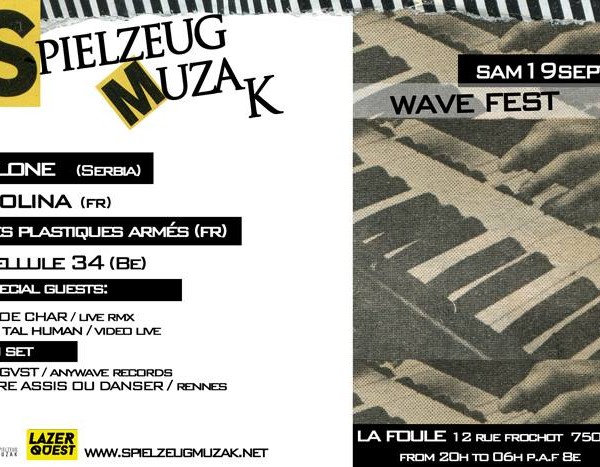 SPIELZEUG
MUZAK
SAM 19 SEP
WAVE FEST
LONE (SERBIA)
OLINA (FR)
ES PLASTIQUES ARMÉS (FR)
ELLULE 34 (BE)
ECIAL GUESTS:
DE CHAR / LIVE RMX
TAL HUMAN / VIDEO LIVE
SET
GVST / ANYWAVE RECORDS
RE ASSIS OU DANSER / RENNES
LAZER
QUEST
WWW.SPIELZEUGMUZAK.NET
LA FOULE 12 RUE FROCHOT 750
FROM 20H TO 06H P.A.F 8E